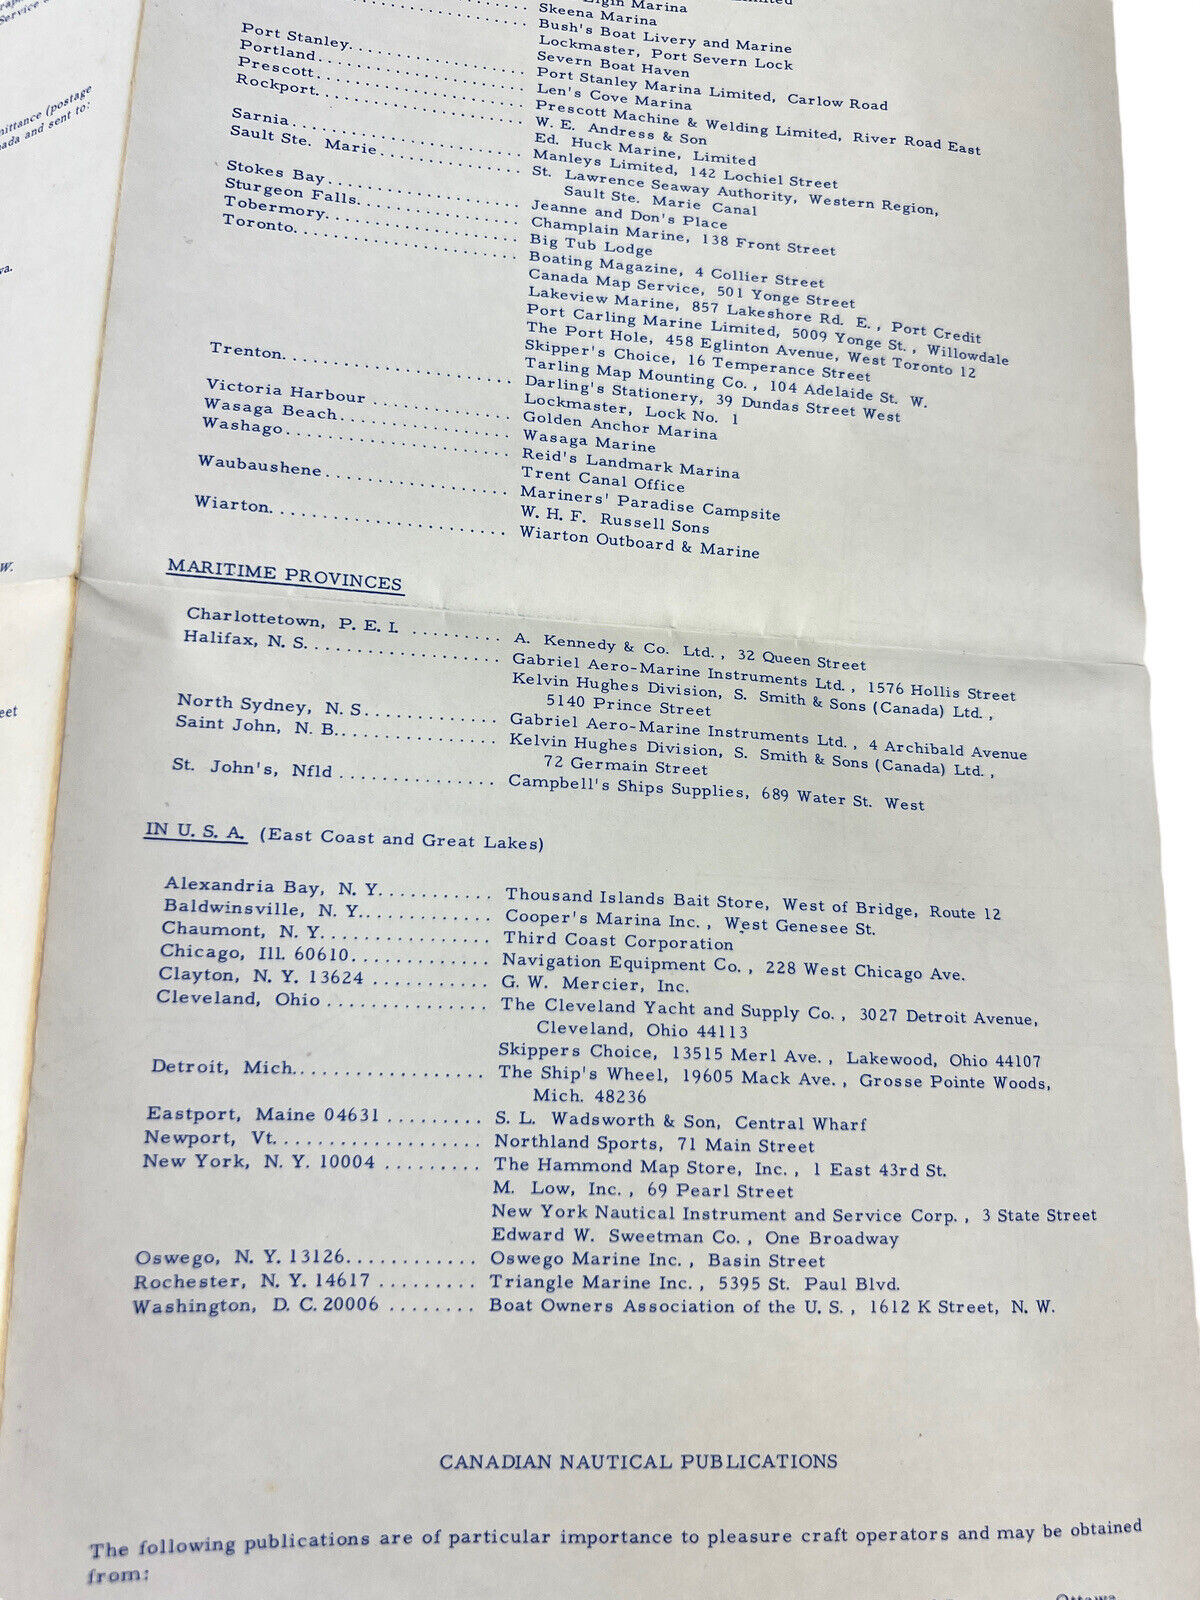 Service
mittance (postage
ada and sent to:
va.
w.
eet
Elgin Marina
Skeena Marina
Bush's Boat Livery and Marine
Lockmaster, Port Severn Lock
Severn Boat Haven
Port Stanley.................... Port Stanley Marina Limited, Carlow Road
Portland........................ Len's Cove Marina
Prescott........................ Prescott Machine & Welding Limited, River Road East
Rockport........................ W. E. Andress & Son
Ed. Huck Marine, Limited
Sarnia.......................... Manleys Limited, 142 Lochiel Street
Sault Ste. Marie................ St. Lawrence Seaway Authority, Western Region,
Sault Ste. Marie Canal
Stokes Bay...................... Jeanne and Don's Place
Sturgeon Falls.................. Champlain Marine, 138 Front Street
Tobermory....................... Big Tub Lodge
Toronto......................... Boating Magazine, 4 Collier Street
Canada Map Service, 501 Yonge Street
Lakeview Marine, 857 Lakeshore Rd. E., Port Credit
Port Carling Marine Limited, 5009 Yonge St., Willowdale
The Port Hole, 458 Eglinton Avenue, West Toronto 12
Skipper's Choice, 16 Temperance Street
Tarling Map Mounting Co., 104 Adelaide St. W.
Trenton......................... Darling's Stationery, 39 Dundas Street West
Lockmaster, Lock No. 1
Victoria Harbour ............... Golden Anchor Marina
Wasaga Beach.................... Wasaga Marine
Washago......................... Reid's Landmark Marina
Trent Canal Office
Waubaushene..................... Mariners' Paradise Campsite
W. H. F. Russell Sons
Wiarton......................... Wiarton Outboard & Marine
MARITIME PROVINCES
Charlottetown, P. E. I. ......... A. Kennedy & Co. Ltd., 32 Queen Street
Halifax, N. S................... Gabriel Aero-Marine Instruments Ltd., 1576 Hollis Street
Kelvin Hughes Division, S. Smith & Sons (Canada) Ltd.,
5140 Prince Street
North Sydney, N. S.............. Gabriel Aero-Marine Instruments Ltd., 4 Archibald Avenue
Saint John, N. B................ Kelvin Hughes Division, S. Smith & Sons (Canada) Ltd.,
72 Germain Street
St. John's, Nfld ............... Campbell's Ships Supplies, 689 Water St. West
IN U. S. A. (East Coast and Great Lakes)
Alexandria Bay, N. Y........... Thousand Islands Bait Store, West of Bridge, Route 12
Baldwinsville, N. Y............. Cooper's Marina Inc., West Genesee St.
Chaumont, N. Y................. Third Coast Corporation
Chicago, Ill. 60610............. Navigation Equipment Co., 228 West Chicago Ave.
Clayton, N. Y. 13624 ........... G. W. Mercier, Inc.
Cleveland, Ohio ............... The Cleveland Yacht and Supply Co., 3027 Detroit Avenue,
Cleveland, Ohio 44113
Skippers Choice, 13515 Merl Ave., Lakewood, Ohio 44107
Detroit, Mich................... The Ship's Wheel, 19605 Mack Ave., Grosse Pointe Woods,
Mich. 48236
Eastport, Maine 04631 ......... S. L. Wadsworth & Son, Central Wharf
Newport, Vt.................... Northland Sports, 71 Main Street
New York, N. Y. 10004 ......... The Hammond Map Store, Inc., 1 East 43rd St.
M. Low, Inc., 69 Pearl Street
New York Nautical Instrument and Service Corp., 3 State Street
Edward W. Sweetman Co., One Broadway
Oswego, N. Y. 13126............ Oswego Marine Inc., Basin Street
Rochester, N. Y. 14617 ......... Triangle Marine Inc., 5395 St. Paul Blvd.
Washington, D. C. 20006 ........ Boat Owners Association of the U. S., 1612 K Street, N. W.
CANADIAN NAUTICAL PUBLICATIONS
The following publications are of particular importance to pleasure craft operators and may be obtained
from:
Ottawa